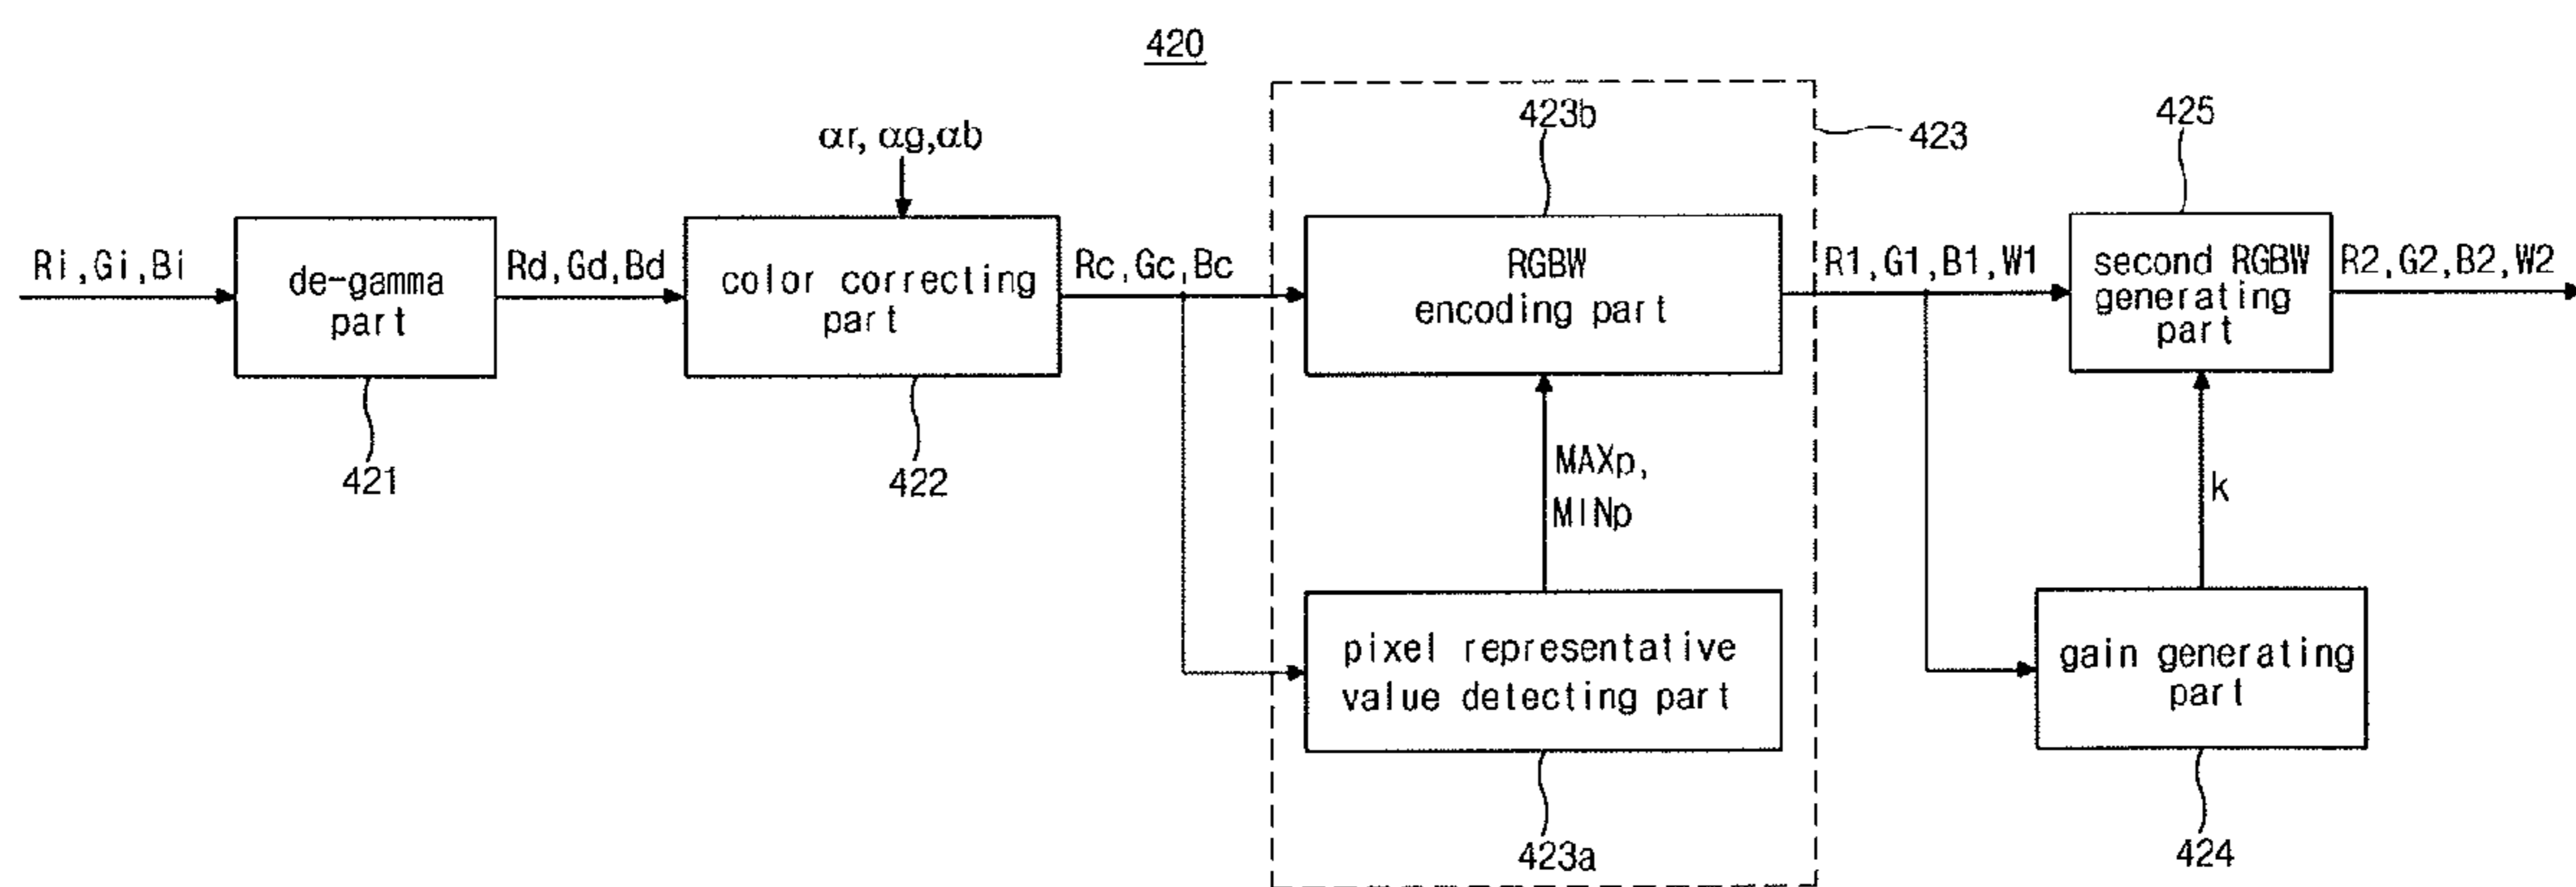 420
423b
423
425
αr, αg,αb
Ri,Gi,Bi
de-gamma
part
Rd,Gd,Bd
color correcting
part
Rc,Gc,Bc
RGBW
encoding part
R1,G1,B1,W1
second RGBW
generating
part
R2,G2,B2,W2
421
422
MAXp,
MINp
k
pixel representative
value detecting part
gain generating
part
423a
424